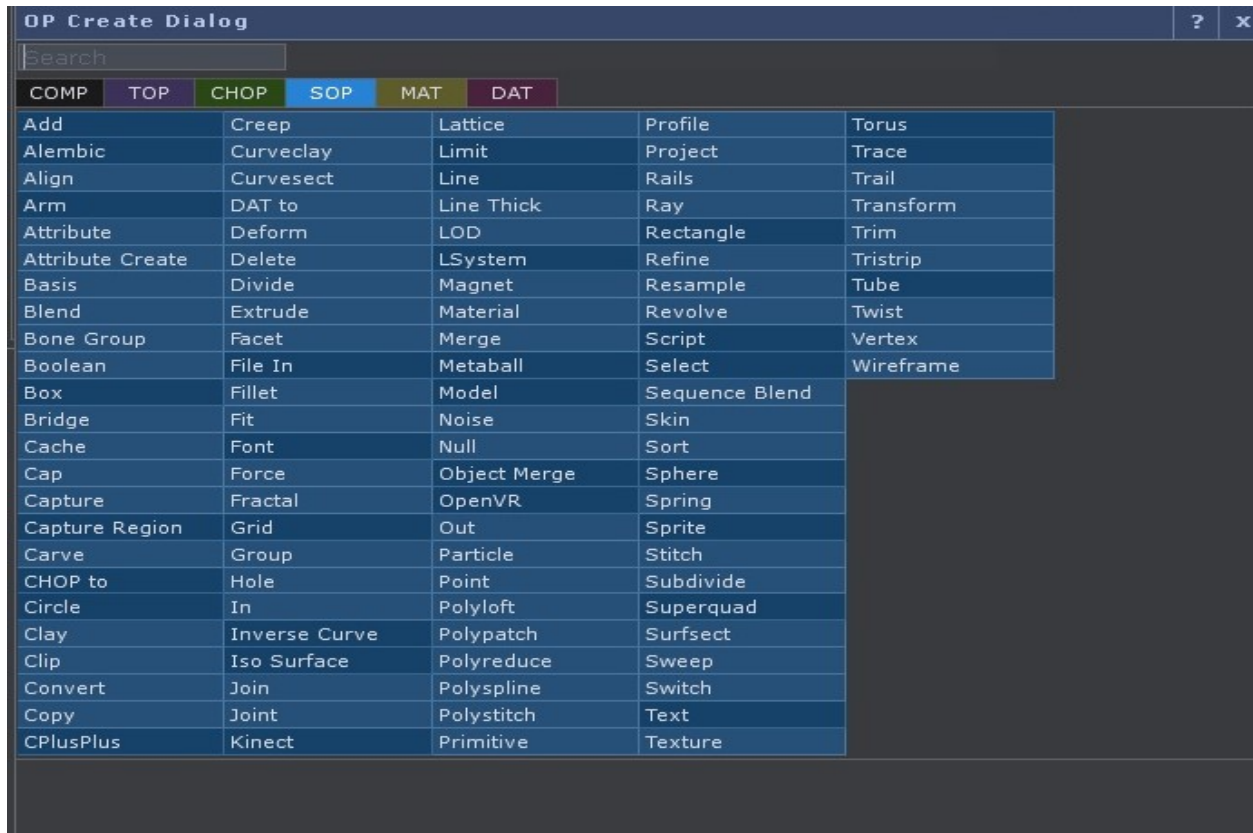 OP Create Dialog ? x
Search
COMP TOP CHOP SOP MAT DAT
Add Creep Lattice Profile Torus
Alembic Curveclay Limit Project Trace
Align Curvesect Line Rails Trail
Arm DAT to Line Thick Ray Transform
Attribute Deform LOD Rectangle Trim
Attribute Create Delete LSystem Refine Tristrip
Basis Divide Magnet Resample Tube
Blend Extrude Material Revolve Twist
Bone Group Facet Merge Script Vertex
Boolean File In Metaball Select Wireframe
Box Fillet Model Sequence Blend
Bridge Fit Noise Skin
Cache Font Null Sort
Cap Force Object Merge Sphere
Capture Fractal OpenVR Spring
Capture Region Grid Out Sprite
Carve Group Particle Stitch
CHOP to Hole Point Subdivide
Circle In Polyloft Superquad
Clay Inverse Curve Polypatch Surfsect
Clip Iso Surface Polyreduce Sweep
Convert Join Polyspline Switch
Copy Joint Polystitch Text
CPlusPlus Kinect Primitive Texture